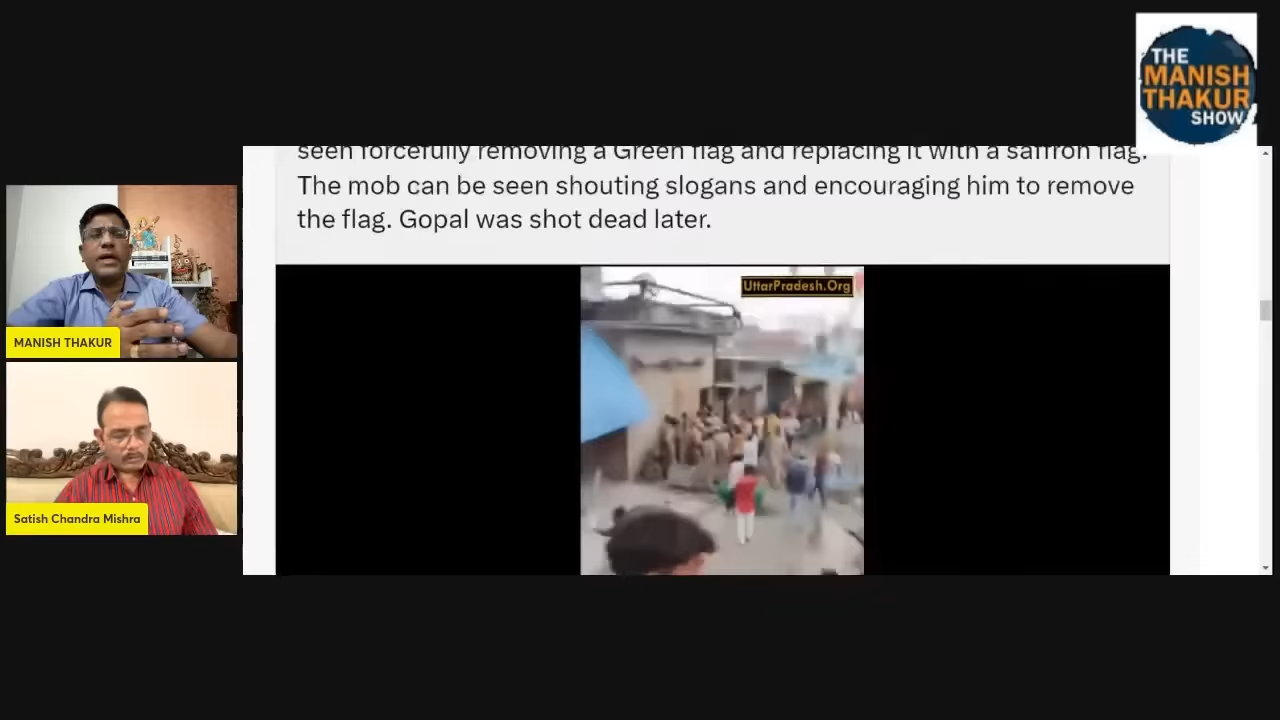 THE
MANISH
THAKUR
SHOW
seen forcefully removing a Green flag and replacing it with a saffron flag.
The mob can be seen shouting slogans and encouraging him to remove
the flag. Gopal was shot dead later.
UttarPradesh.Org
MANISH THAKUR
Satish Chandra Mishra